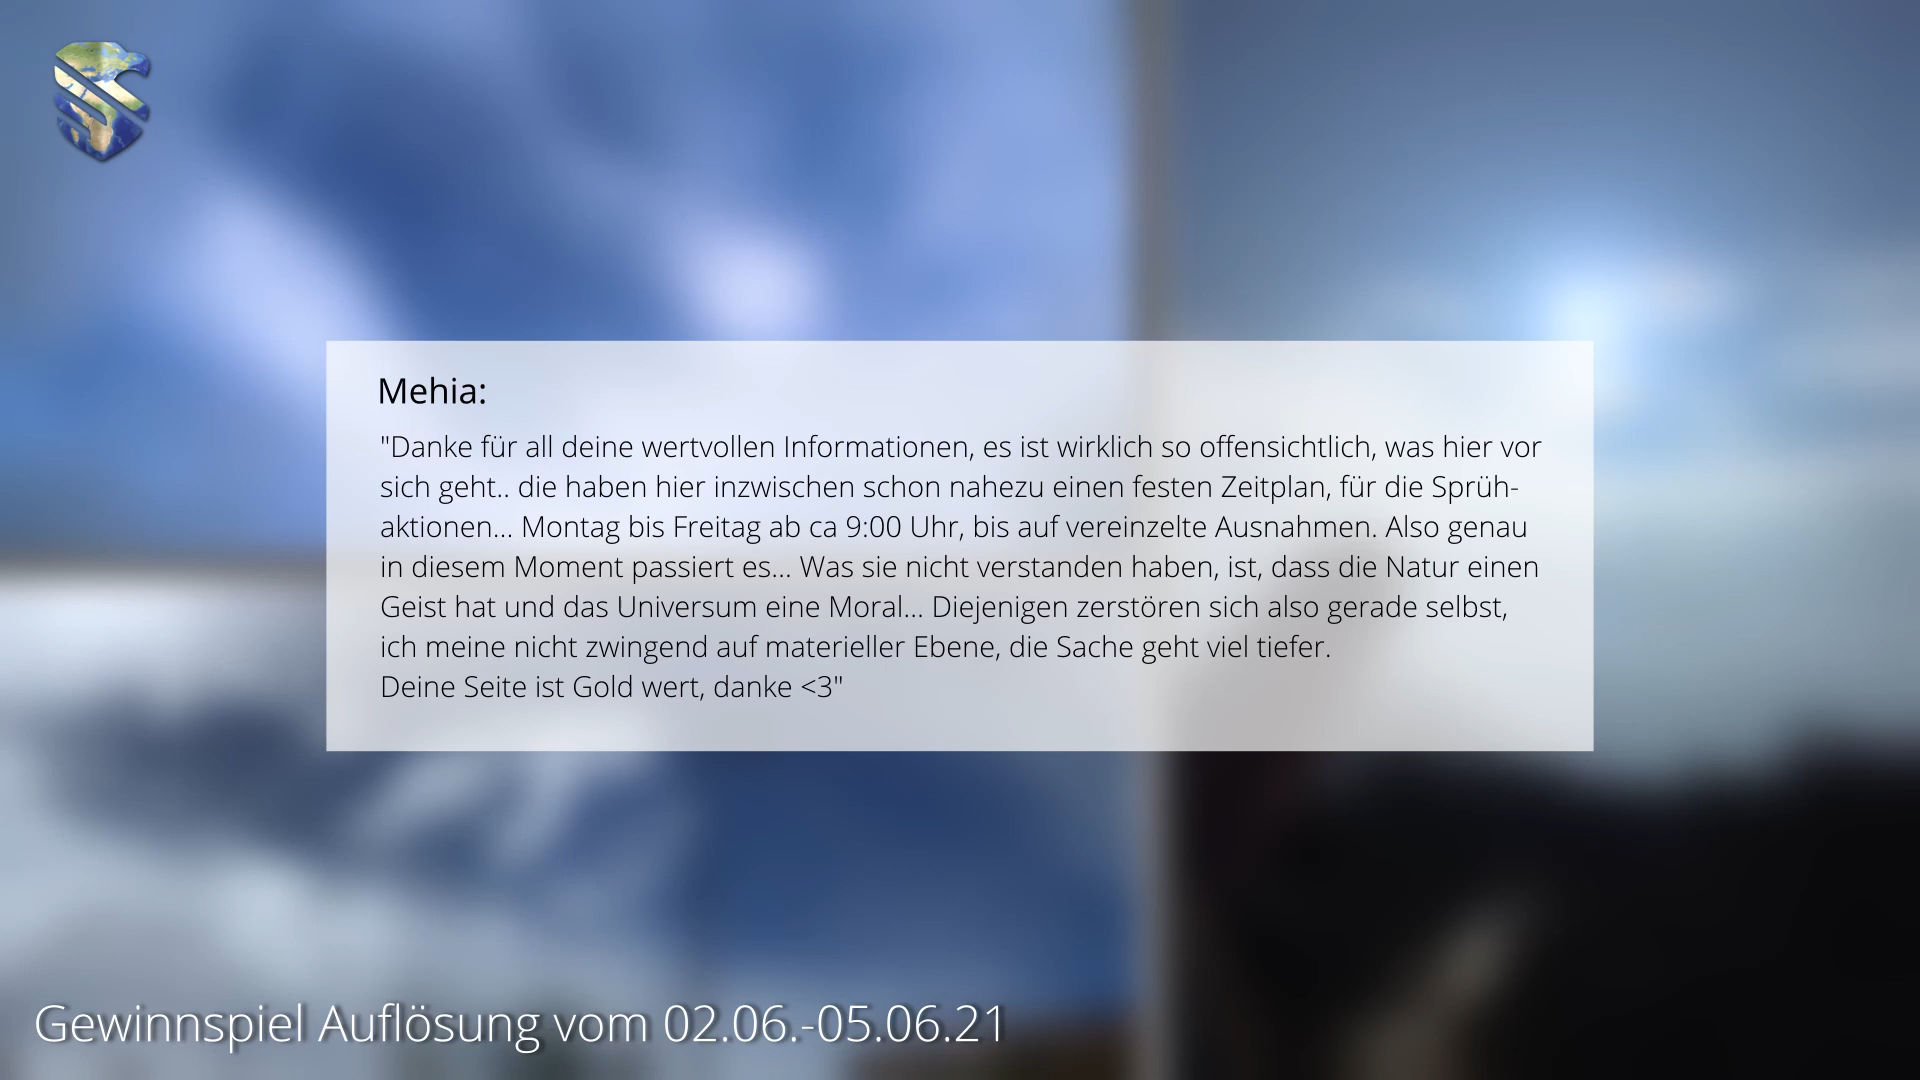 Mehia:
"Danke für all deine wertvollen Informationen, es ist wirklich so offensichtlich, was hier vor
sich geht.. die haben hier inzwischen schon nahezu einen festen Zeitplan, für die Sprüh-
aktionen... Montag bis Freitag ab ca 9:00 Uhr, bis auf vereinzelte Ausnahmen. Also genau
in diesem Moment passiert es... Was sie nicht verstanden haben, ist, dass die Natur einen
Geist hat und das Universum eine Moral... Diejenigen zerstören sich also gerade selbst,
ich meine nicht zwingend auf materieller Ebene, die Sache geht viel tiefer.
Deine Seite ist Gold wert, danke <3"
Gewinnspiel Auflösung vom 02.06.-05.06.21